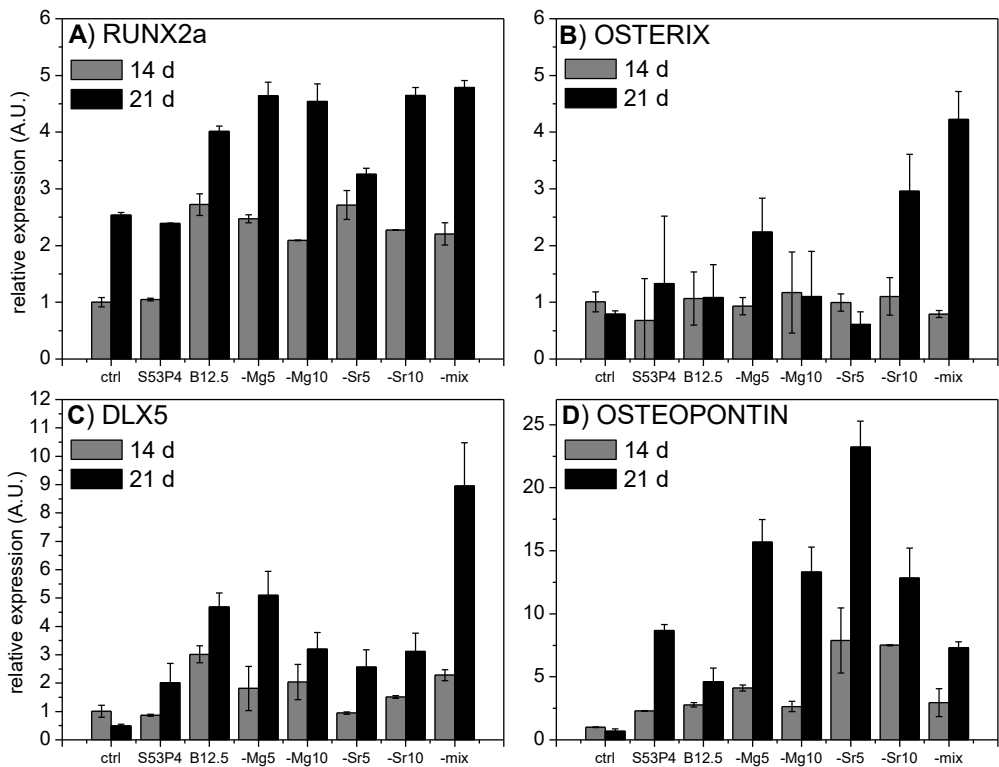 A) RUNX2a
14 d
21 d
relative expression (A.U.)
6
5
4
3
2
1
0
ctrl S53P4 B12.5 -Mg5 -Mg10 -Sr5 -Sr10 -mix
B) OSTERIX
14 d
21 d
6
5
4
3
2
1
0
ctrl S53P4 B12.5 -Mg5 -Mg10 -Sr5 -Sr10 -mix
C) DLX5
14 d
21 d
relative expression (A.U.)
12
11
10
9
8
7
6
5
4
3
2
1
0
ctrl S53P4 B12.5 -Mg5 -Mg10 -Sr5 -Sr10 -mix
D) OSTEOPONTIN
14 d
21 d
25
20
15
10
5
0
ctrl S53P4 B12.5 -Mg5 -Mg10 -Sr5 -Sr10 -mix